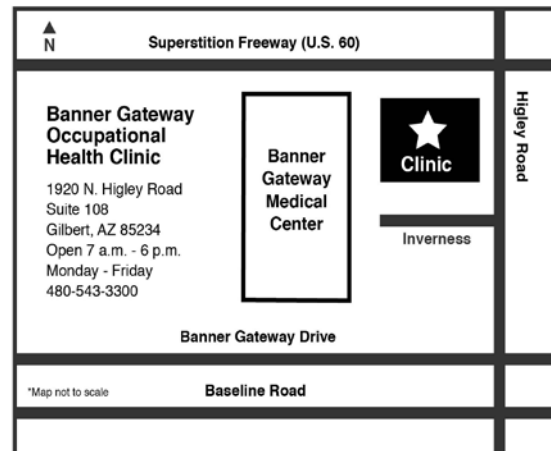 N
Superstition Freeway (U.S. 60)
Banner Gateway
Occupational
Health Clinic
1920 N. Higley Road
Suite 108
Gilbert, AZ 85234
Open 7 a.m. - 6 p.m.
Monday - Friday
480-543-3300
Banner
Gateway
Medical
Center
Clinic
Higley Road
Inverness
Banner Gateway Drive
*Map not to scale
Baseline Road